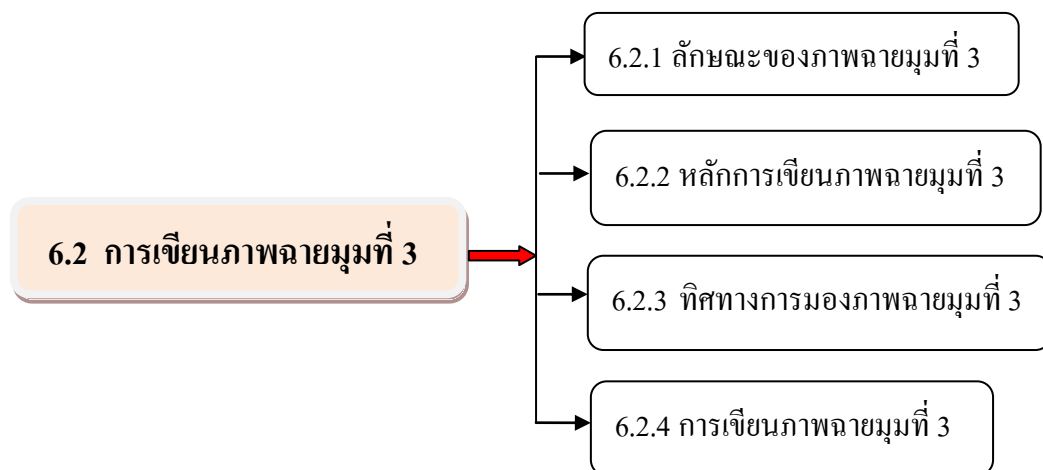 6.2.1 ลักษณะของภาพฉายมุมที่ 3
6.2.2 หลักการเขียนภาพฉายมุมที่ 3
6.2 การเขียนภาพฉายมุมที่ 3
6.2.3 ทิศทางการมองภาพฉายมุมที่ 3
6.2.4 การเขียนภาพฉายมุมที่ 3